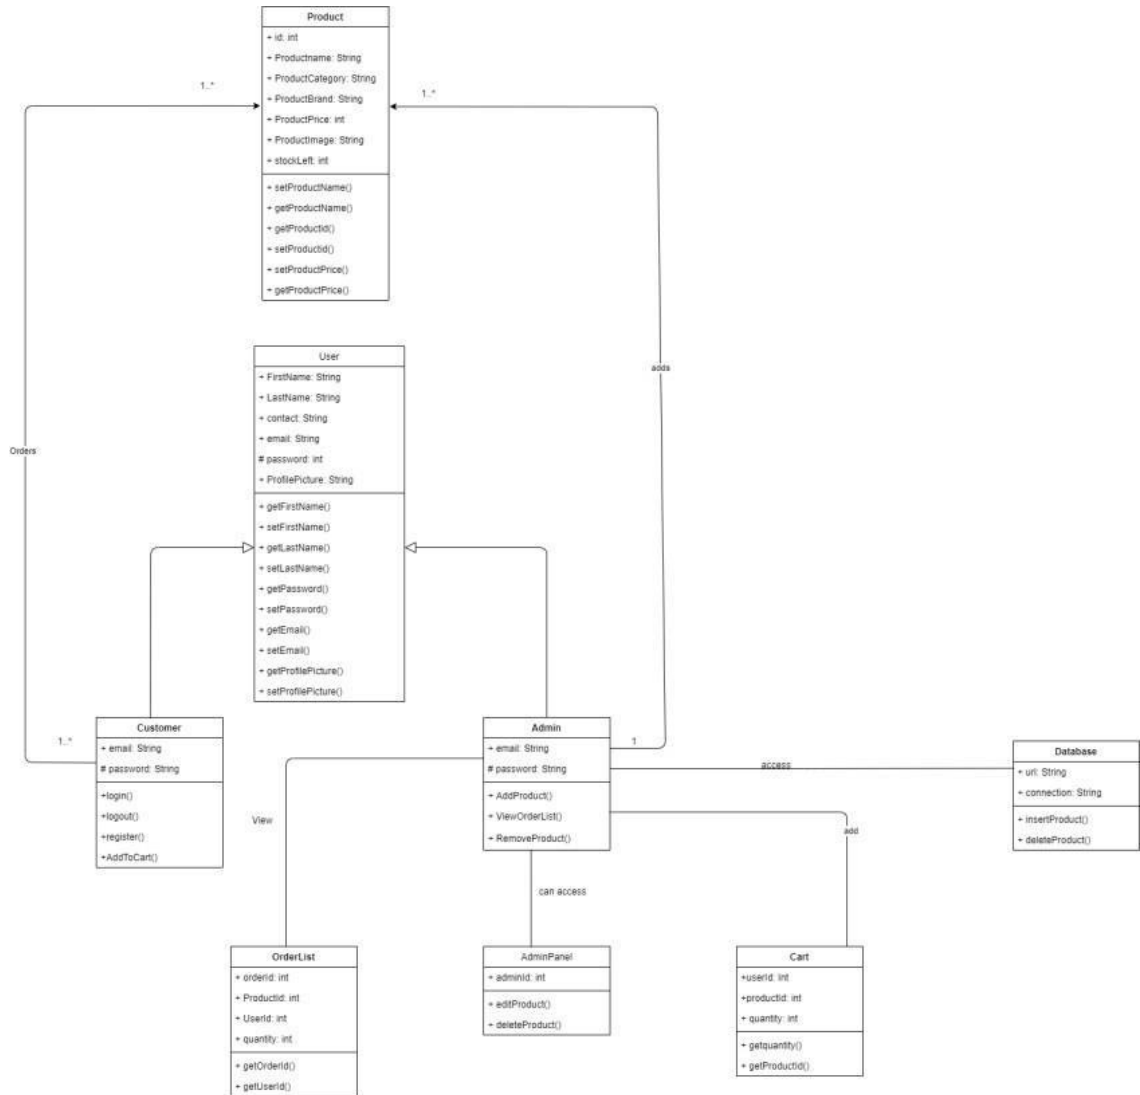 Product
+ id: int
+ Productname: String
+ ProductCategory: String
+ ProductBrand: String
+ ProductPrice: int
+ ProductImage: String
+ stockLeft: int
+ setProductName()
+ getProductName()
+ getProductid()
+ setProductid()
+ setProductPrice()
+ getProductPrice()
1..*
1..*
adds
Orders
User
+ FirstName: String
+ LastName: String
+ contact: String
+ email: String
# password: int
+ ProfilePicture: String
+ getFirstName()
+ setFirstName()
+ getLastName()
+ setLastName()
+ getPassword()
+ setPassword()
+ getEmail()
+ setEmail()
+ getProfilePicture()
+ setProfilePicture()
1..*
Customer
+ email: String
# password: String
+login()
+logout()
+register()
+AddToCart()
Admin
+ email: String
# password: String
+ AddProduct()
+ ViewOrderList()
+ RemoveProduct()
1
access
Database
+ url: String
+ connection: String
+ insertProduct()
+ deleteProduct()
View
can access
add
OrderList
+ orderId: int
+ ProductId: int
+ UserId: int
+ quantity: int
+ getOrderId()
+ getUserId()
AdminPanel
+ adminId: int
+ editProduct()
+ deleteProduct()
Cart
+userId: int
+productId: int
+ quantity: int
+ getquantity()
+ getProductId()